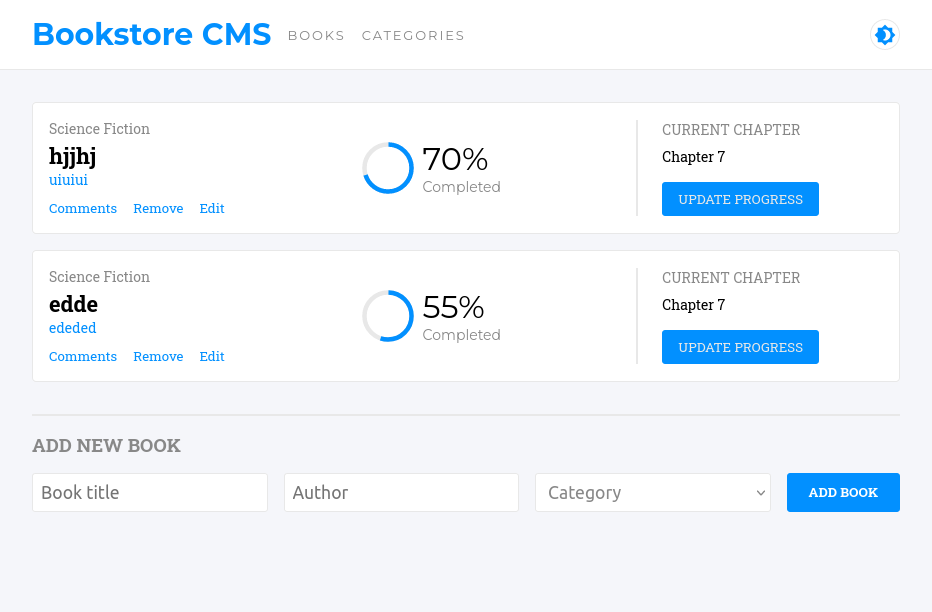 Bookstore CMS BOOKS CATEGORIES
Science Fiction
hjjhj
uiuiui
Comments Remove Edit
70%
Completed
CURRENT CHAPTER
Chapter 7
UPDATE PROGRESS
Science Fiction
edde
ededed
Comments Remove Edit
55%
Completed
CURRENT CHAPTER
Chapter 7
UPDATE PROGRESS
ADD NEW BOOK
Book title Author Category ADD BOOK